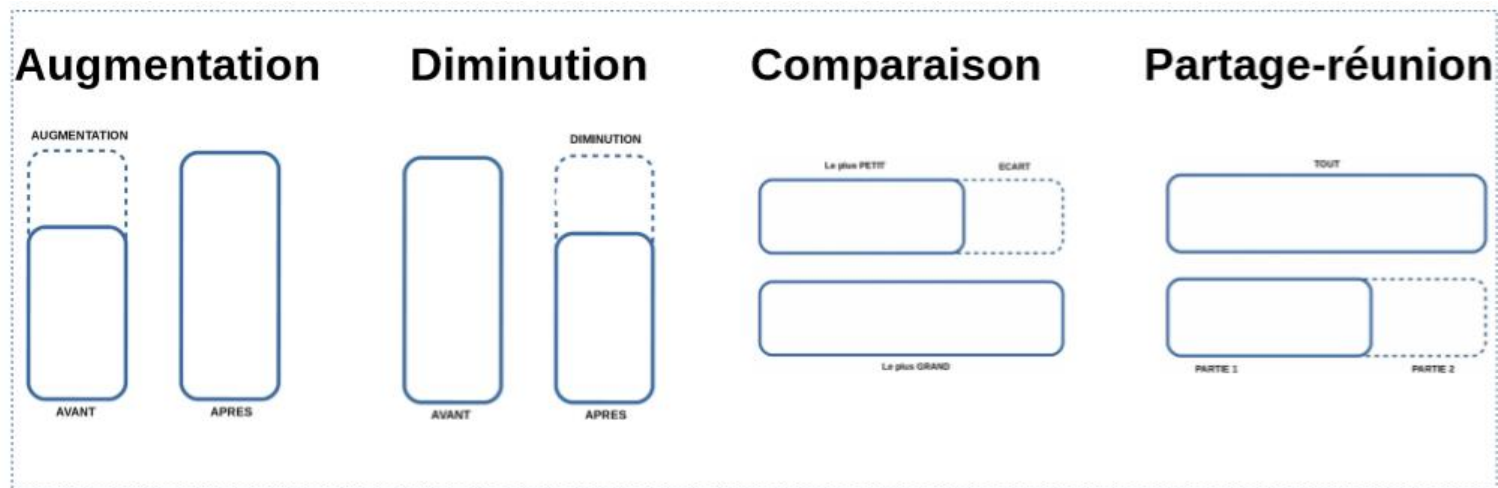 Augmentation
Diminution
Comparaison
Partage-réunion
AUGMENTATION
AVANT
APRES
DIMINUTION
AVANT
APRES
Le plus PETIT
ECART
Le plus GRAND
TOUT
PARTIE 1
PARTIE 2